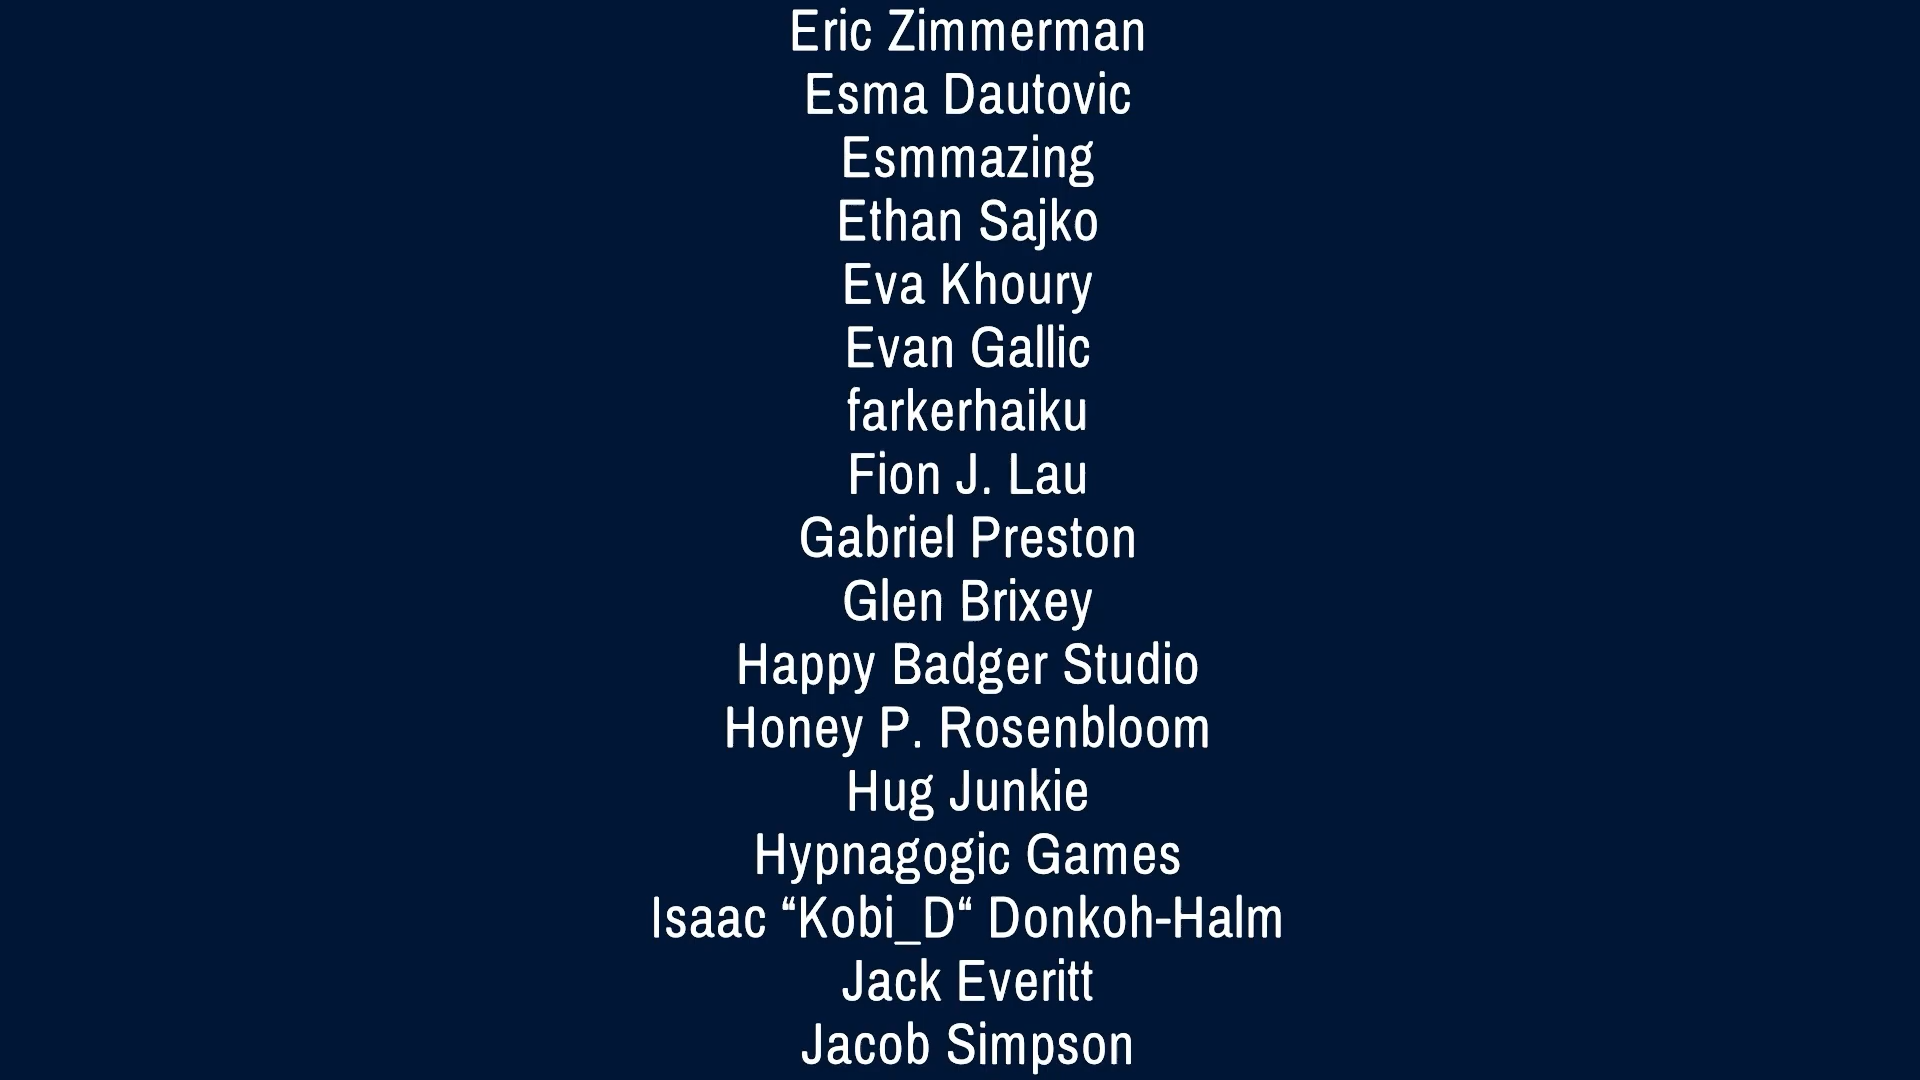 Eric Zimmerman
Esma Dautovic
Esmmazing
Ethan Sajko
Eva Khoury
Evan Gallic
farkerhaiku
Fion J. Lau
Gabriel Preston
Glen Brixey
Happy Badger Studio
Honey P. Rosenbloom
Hug Junkie
Hypnagogic Games
Isaac “Kobi_D“ Donkoh-Halm
Jack Everitt
Jacob Simpson